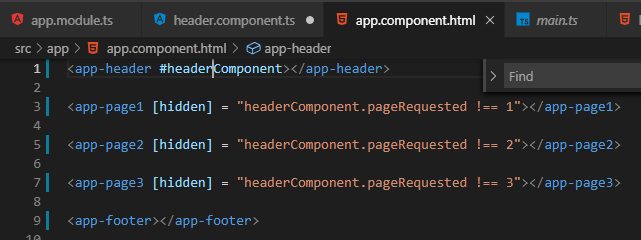 app.module.ts header.component.ts app.component.html main.ts
src > app > app.component.html > app-header
1 <app-header #headerComponent></app-header>
Find
2
3 <app-page1 [hidden] = "headerComponent.pageRequested !== 1"></app-page1>
4
5 <app-page2 [hidden] = "headerComponent.pageRequested !== 2"></app-page2>
6
7 <app-page3 [hidden] = "headerComponent.pageRequested !== 3"></app-page3>
8
9 <app-footer></app-footer>
10